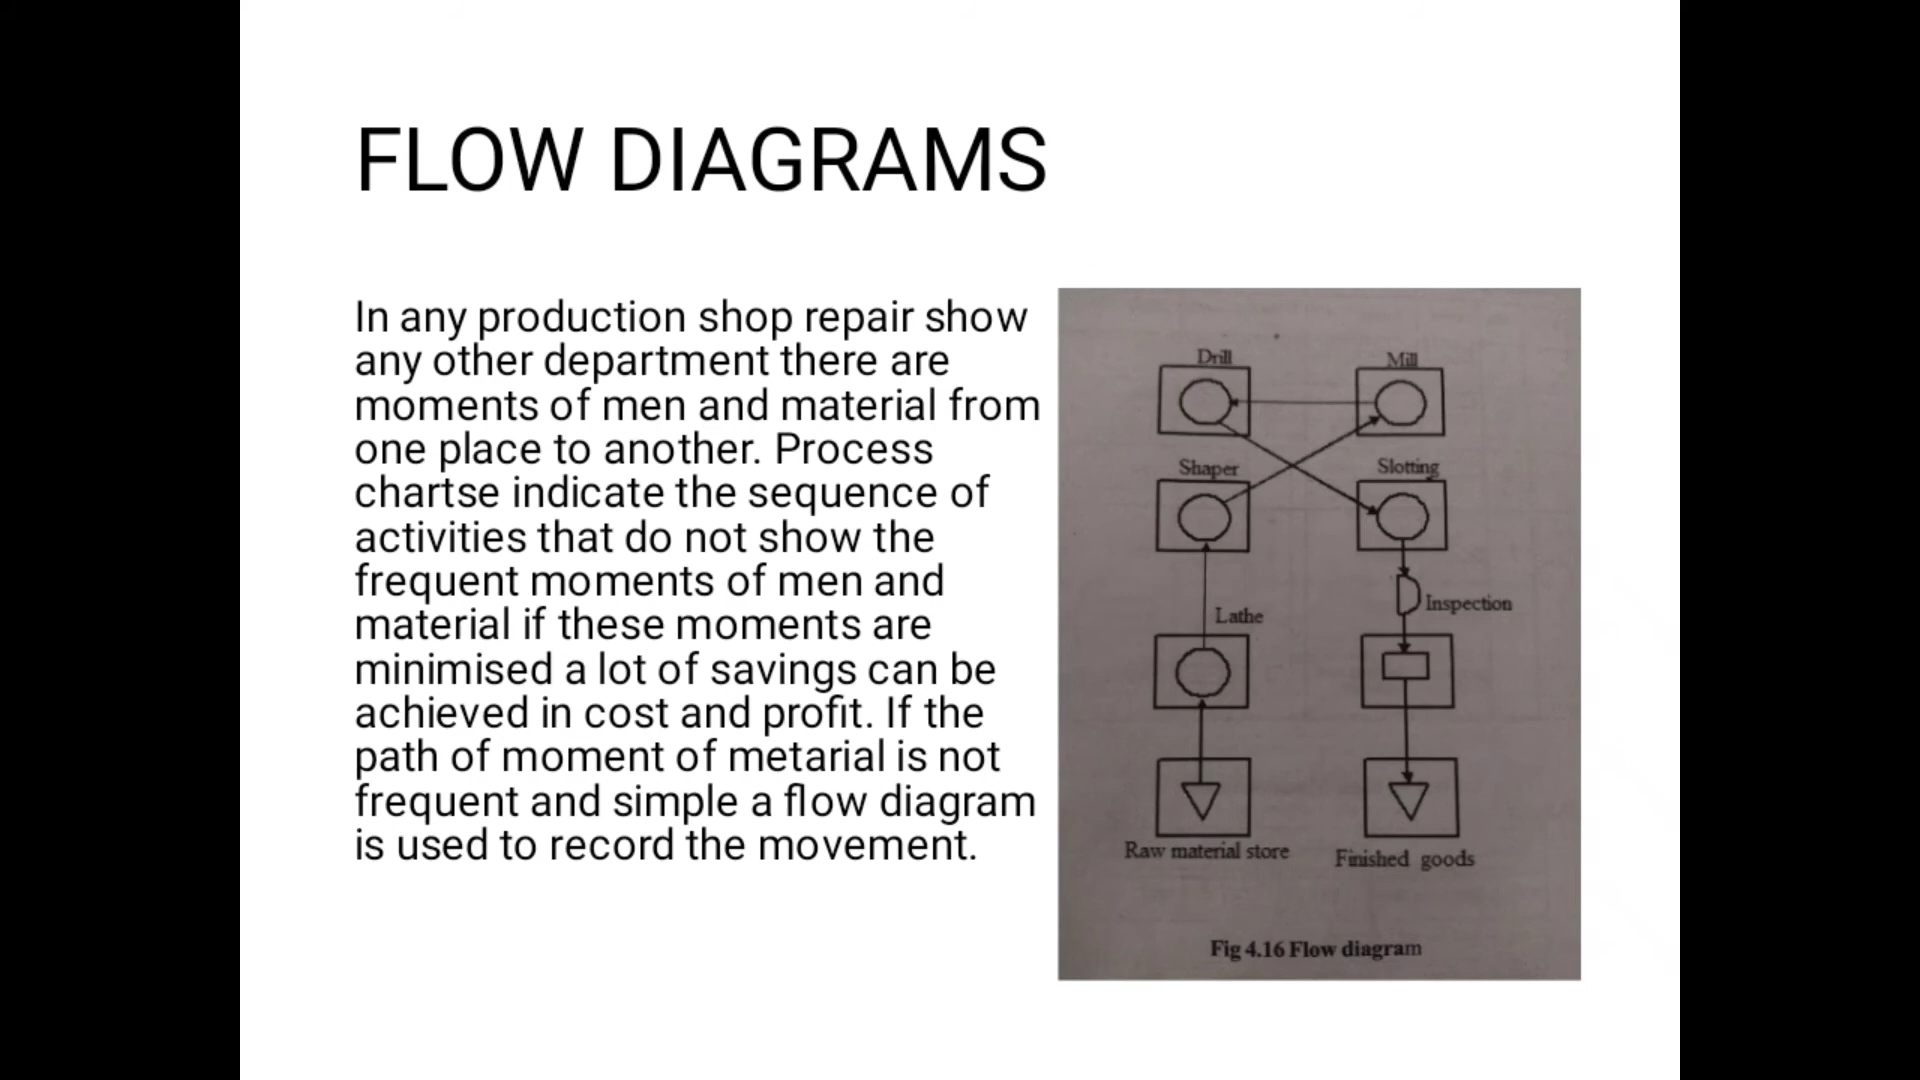 FLOW DIAGRAMS
In any production shop repair show
any other department there are
moments of men and material from
one place to another. Process
chartse indicate the sequence of
activities that do not show the
frequent moments of men and
material if these moments are
minimised a lot of savings can be
achieved in cost and profit. If the
path of moment of metarial is not
frequent and simple a flow diagram
is used to record the movement.
Drill
Mill
Shaper
Slotting
Inspection
Lathe
Raw material store
Finished goods
Fig 4.16 Flow diagram